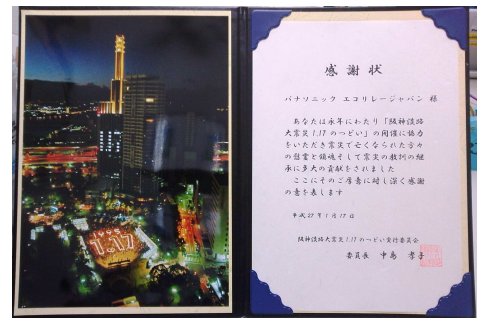 感謝状
パナソニック エコリレージャパン 様
あなたは永年にわたり「阪神淡路
大震災1.17のつどい」の開催に協力
をいただき震災で亡くなられた方々
の慰霊と鎮魂そして震災の教訓の継
承に多大の貢献をされました
ここにそのご厚意に対し深く感謝
の意を表します
平成27年1月17日
阪神淡路大震災1.17のつどい実行委員会
委員長 中島 孝子
1.17